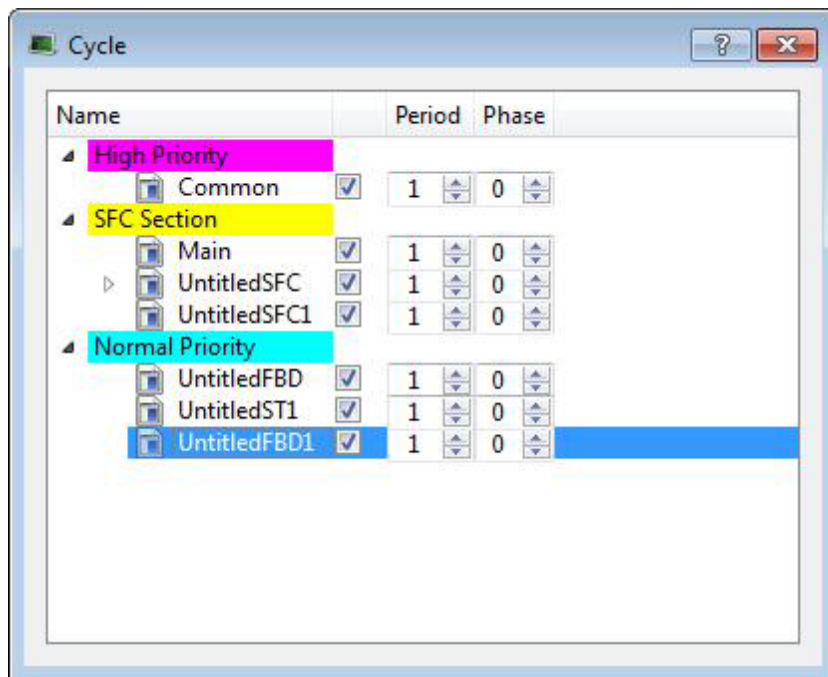 Cycle
Name Period Phase
High Priority
Common 1 0
SFC Section
Main 1 0
UntitledSFC 1 0
UntitledSFC1 1 0
Normal Priority
UntitledFBD 1 0
UntitledST1 1 0
UntitledFBD1 1 0